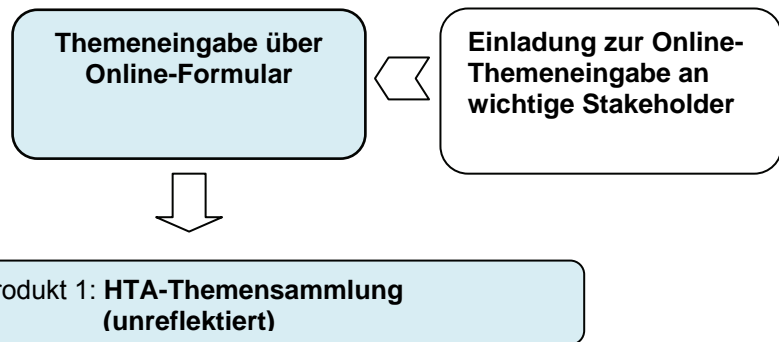 Themeneingabe über
Online-Formular
Einladung zur Online-
Themeneingabe an
wichtige Stakeholder
rodukt 1: HTA-Themensammlung
(unreflektiert)